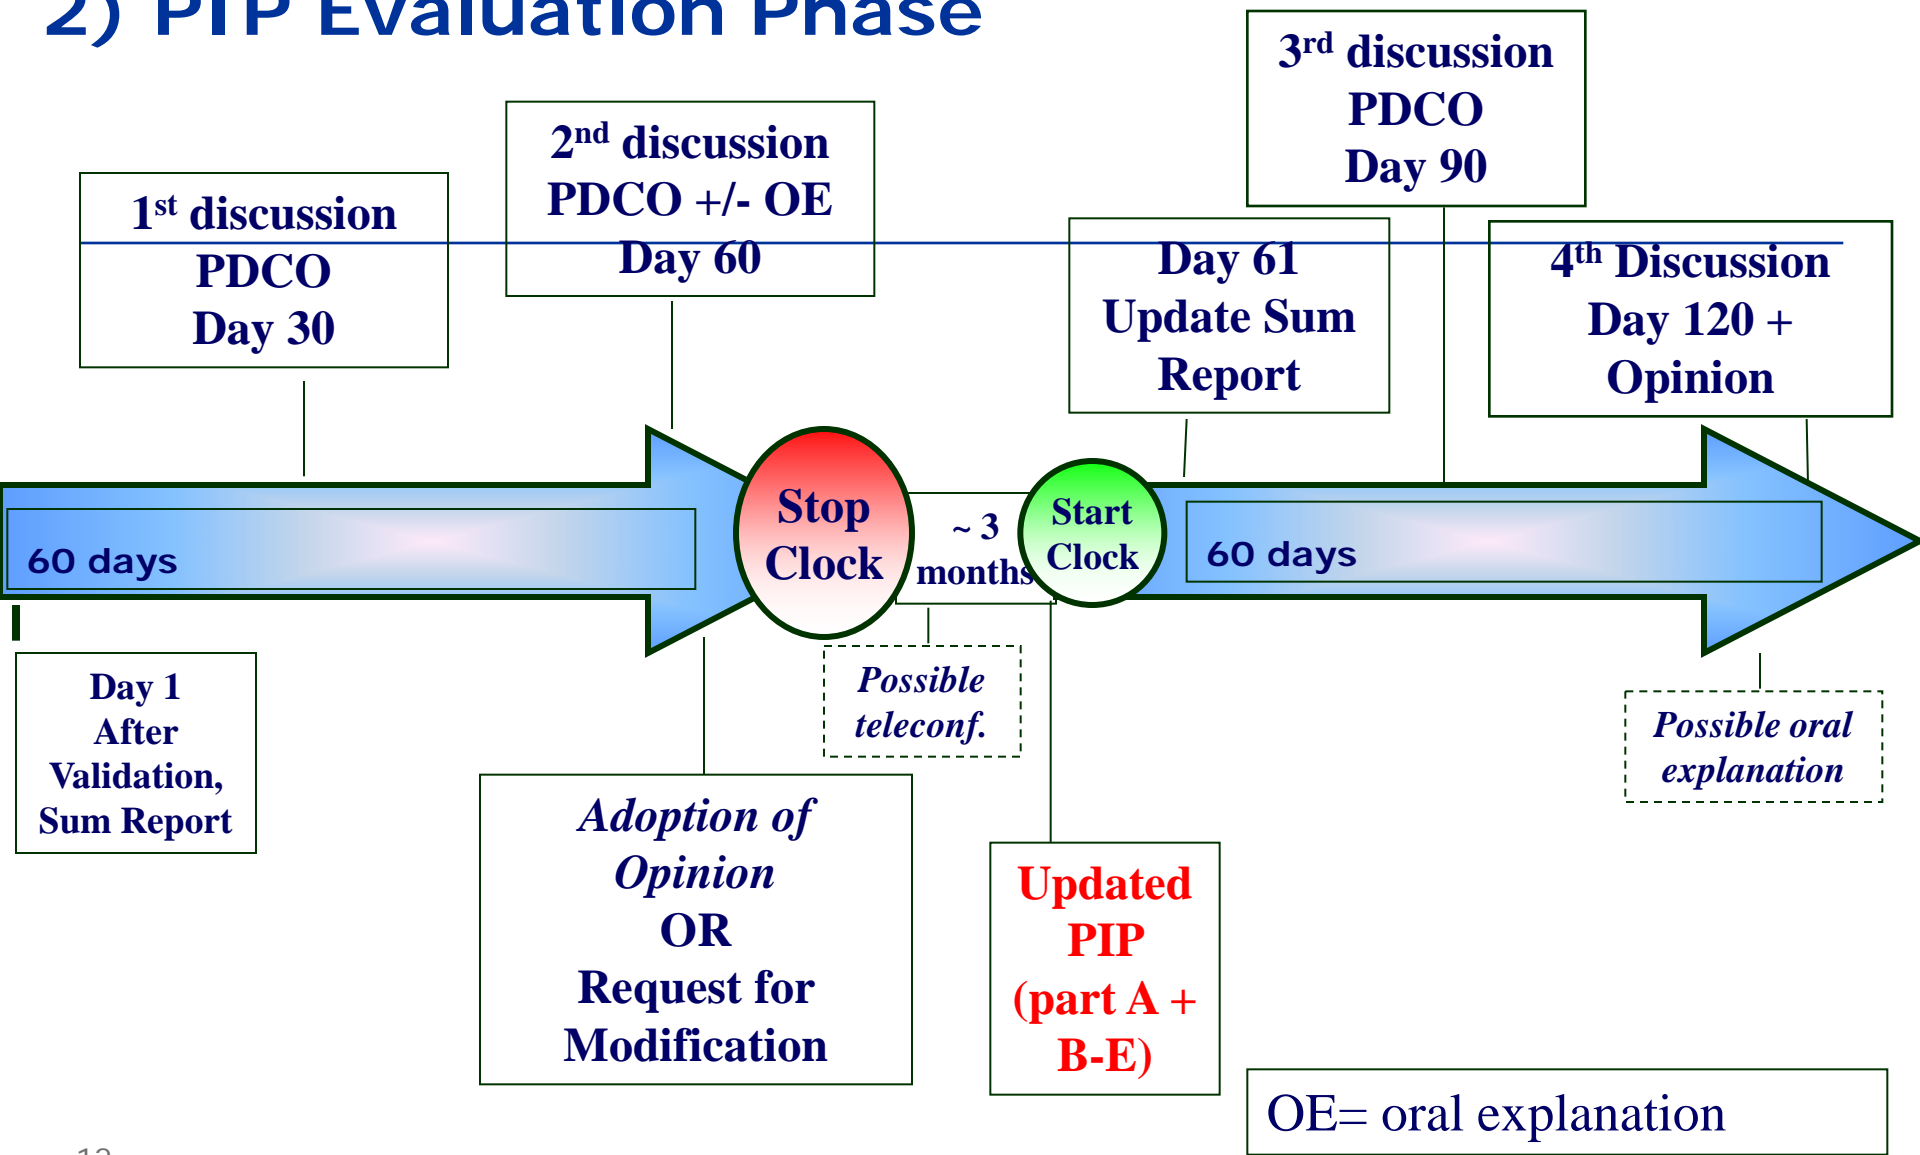 2) PIP Evaluation Phase
3rd discussion
PDCO
Day 90
2nd discussion
PDCO +/- OE
Day 60
1st discussion
PDCO
Day 30
Day 61
Update Sum
Report
4th Discussion
Day 120 +
Opinion
60 days
Stop
Clock
~ 3
months
Start
Clock
60 days
Day 1
After
Validation,
Sum Report
Possible
teleconf.
Possible oral
explanation
Adoption of
Opinion
OR
Request for
Modification
Updated
PIP
(part A +
B-E)
OE= oral explanation